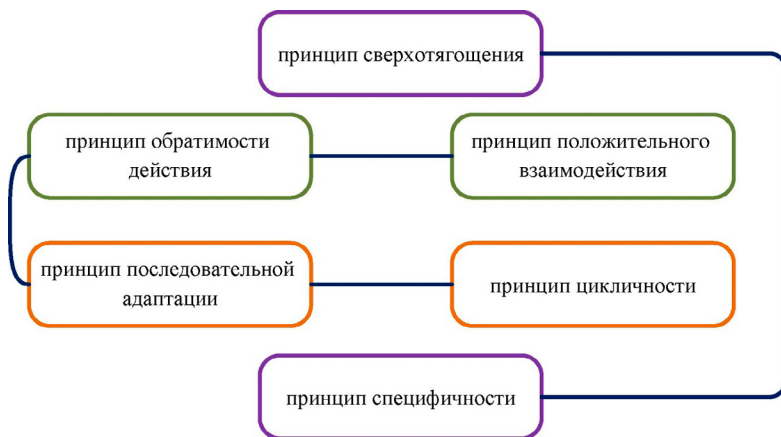 принцип сверхотягощения
принцип обратимости
действия
принцип положительного
взаимодействия
принцип последовательной
адаптации
принцип цикличности
принцип специфичности